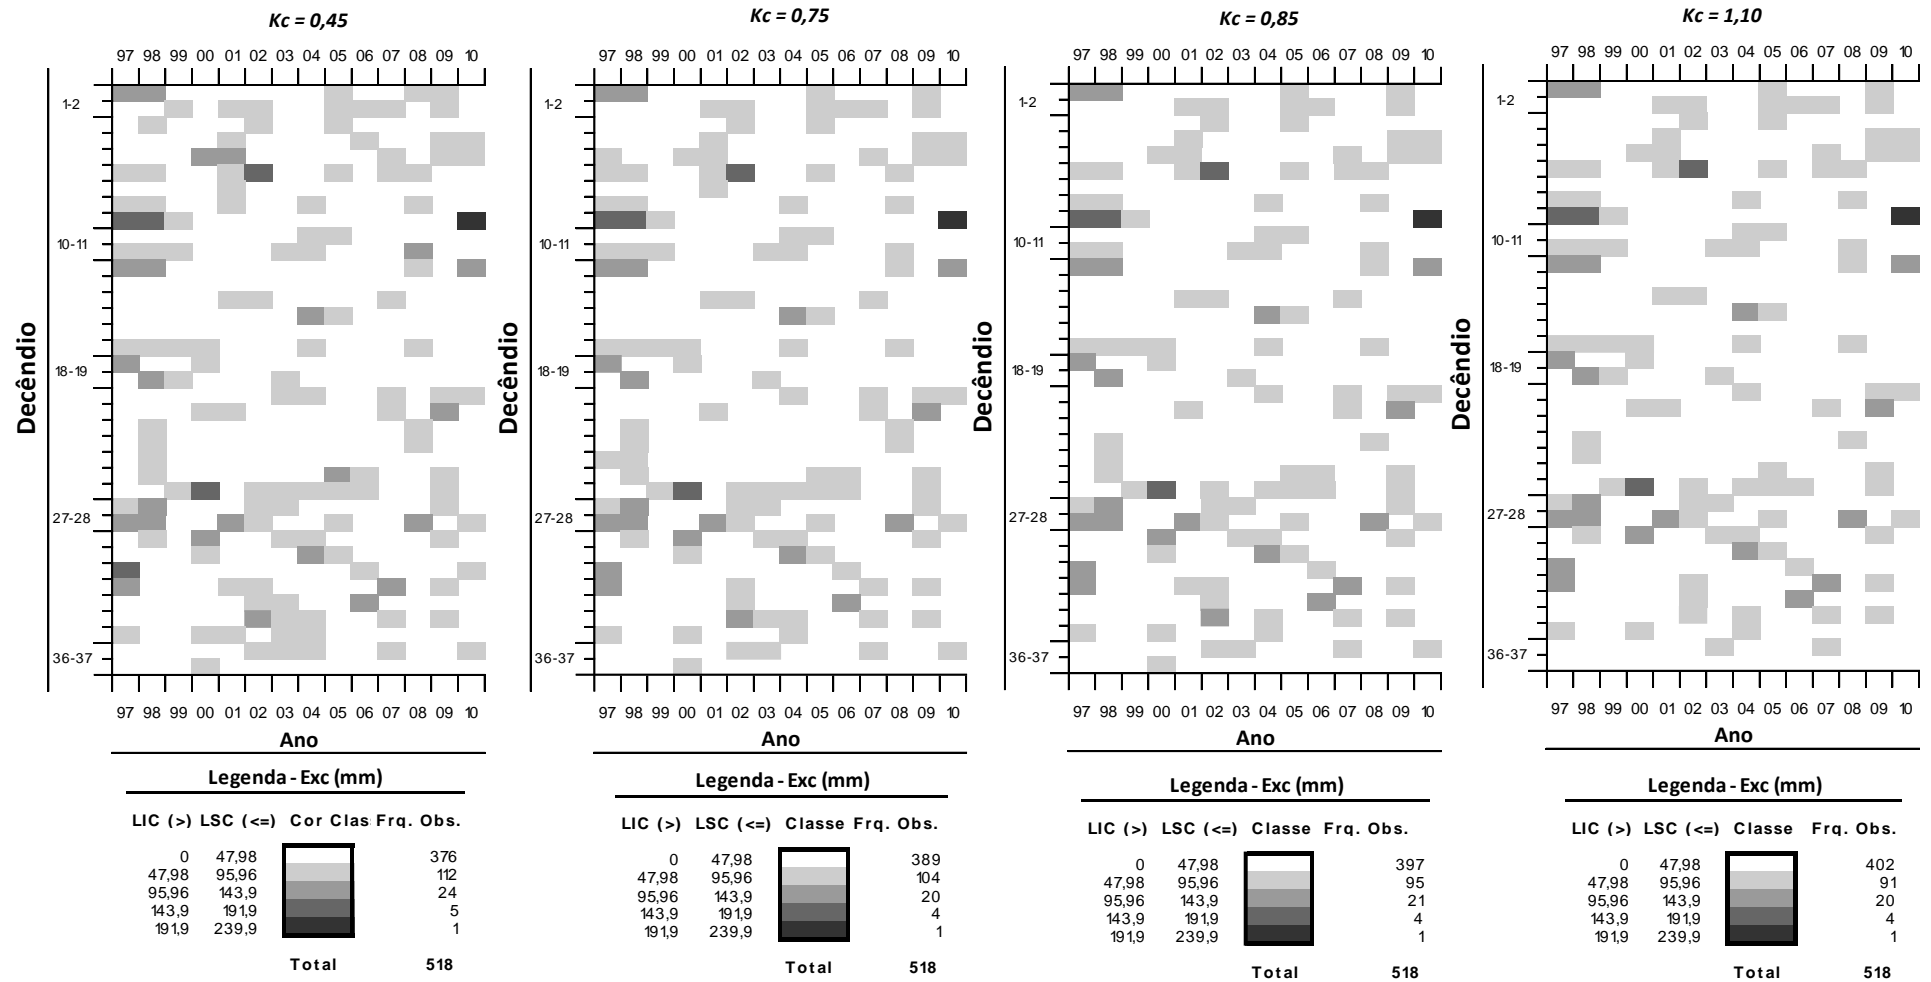 Kc = 0,45
97 98 99 00 01 02 03 04 05 06 07 08 09 10
1-2
10-11
18-19
27-28
36-37
Decêndio
97 98 99 00 01 02 03 04 05 06 07 08 09 10
Ano
Legenda - Exc (mm)
LIC (>) LSC (<=) Cor Clas Frq. Obs.
0 47,98 376
47,98 95,96 112
95,96 143,9 24
143,9 191,9 5
191,9 239,9 1
Total 518
Kc = 0,75
97 98 99 00 01 02 03 04 05 06 07 08 09 10
1-2
10-11
18-19
27-28
36-37
Decêndio
97 98 99 00 01 02 03 04 05 06 07 08 09 10
Ano
Legenda - Exc (mm)
LIC (>) LSC (<=) Classe Frq. Obs.
0 47,98 389
47,98 95,96 104
95,96 143,9 20
143,9 191,9 4
191,9 239,9 1
Total 518
Kc = 0,85
97 98 99 00 01 02 03 04 05 06 07 08 09 10
1-2
10-11
18-19
27-28
36-37
Decêndio
97 98 99 00 01 02 03 04 05 06 07 08 09 10
Ano
Legenda - Exc (mm)
LIC (>) LSC (<=) Classe Frq. Obs.
0 47,98 397
47,98 95,96 95
95,96 143,9 21
143,9 191,9 4
191,9 239,9 1
Total 518
Kc = 1,10
97 98 99 00 01 02 03 04 05 06 07 08 09 10
1-2
10-11
18-19
27-28
36-37
Decêndio
97 98 99 00 01 02 03 04 05 06 07 08 09 10
Ano
Legenda - Exc (mm)
LIC (>) LSC (<=) Classe Frq. Obs.
0 47,98 402
47,98 95,96 91
95,96 143,9 20
143,9 191,9 4
191,9 239,9 1
Total 518